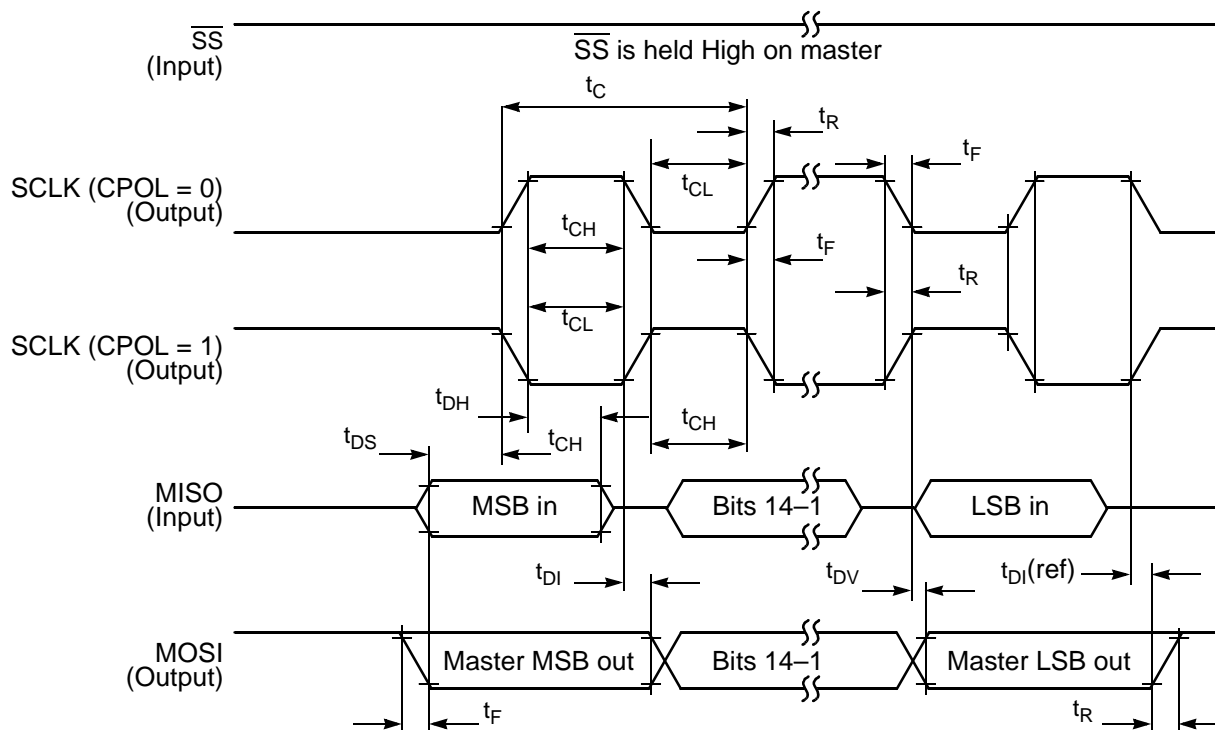 SS
(Input)
SS is held High on master
tC
tR
tF
SCLK (CPOL = 0)
(Output)
tCL
tCH
tF
tR
tCL
SCLK (CPOL = 1)
(Output)
tDH
tCH
tCH
tDS
MISO
(Input)
MSB in
Bits 14–1
LSB in
tDI
tDV
tDI(ref)
MOSI
(Output)
Master MSB out
Bits 14–1
Master LSB out
tF
tR